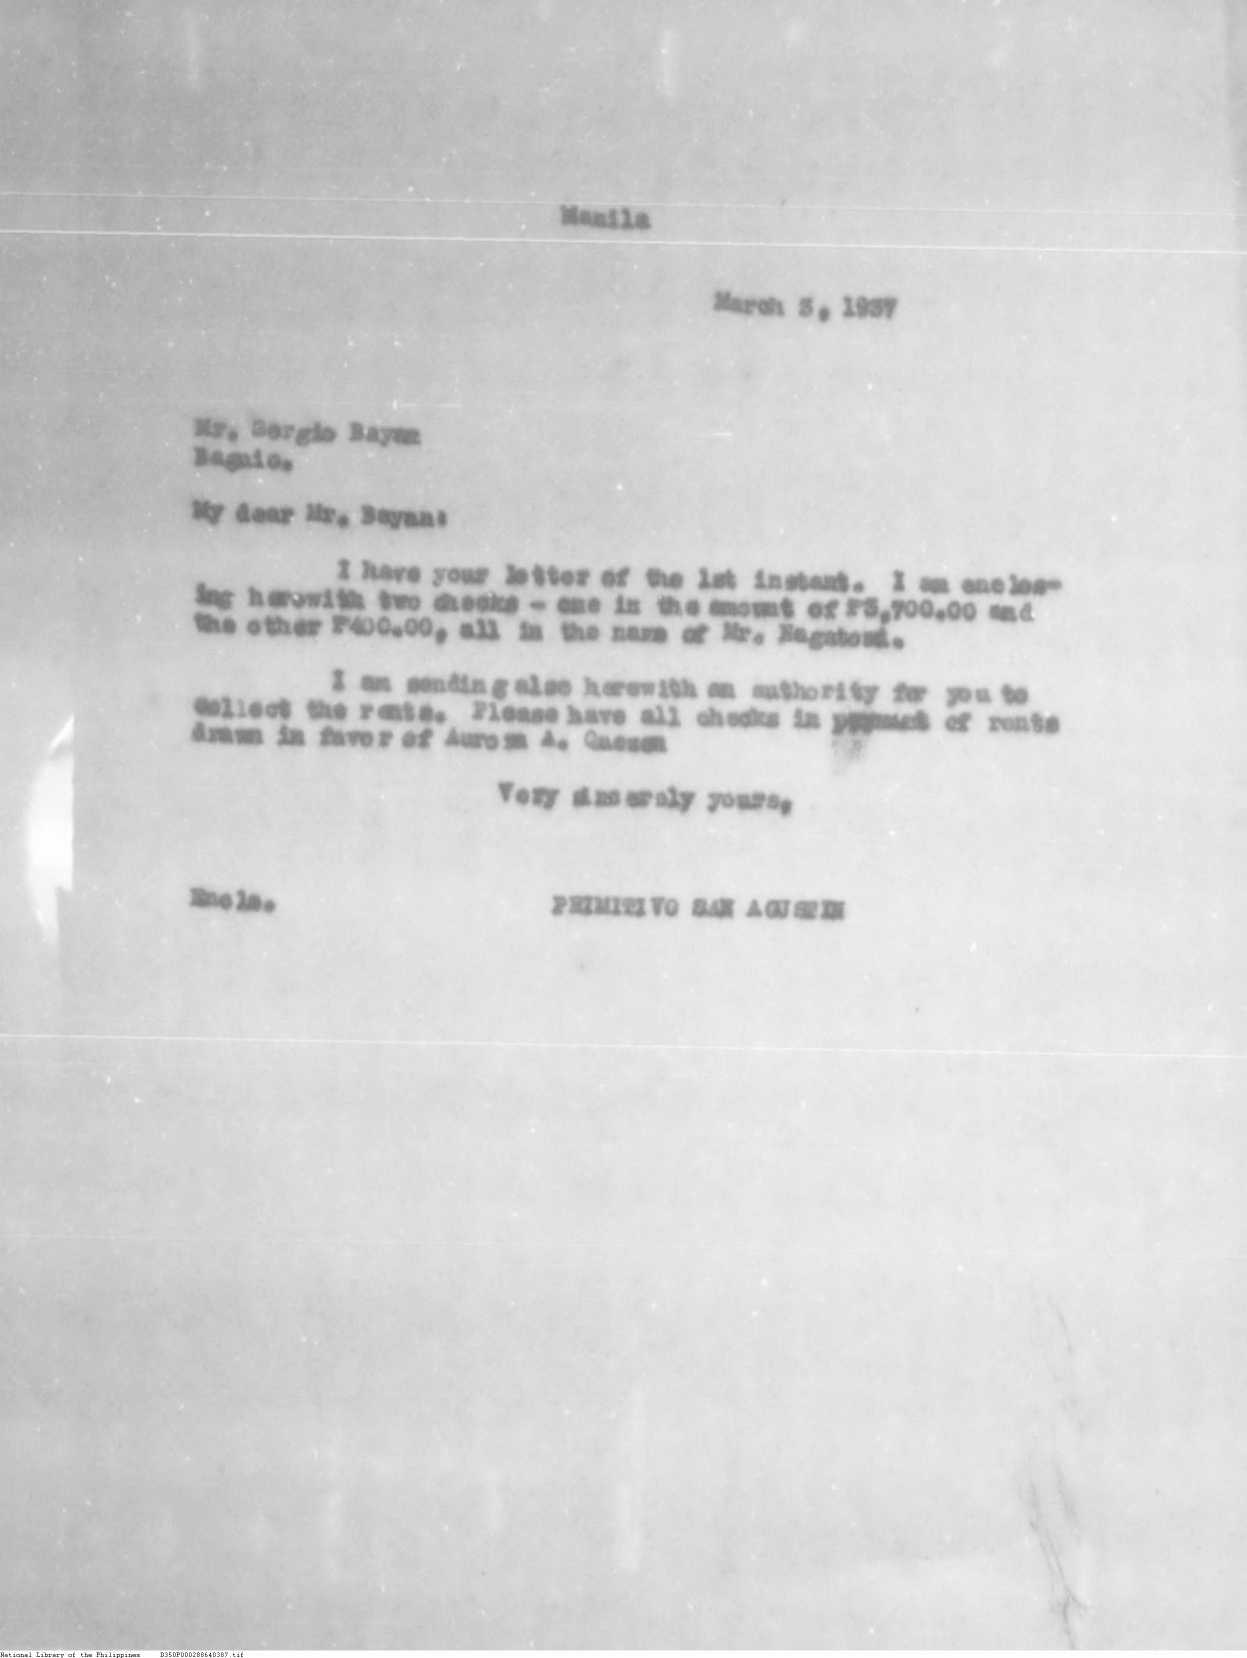 Manila
March 3, 1937
Mr. Sergio Bayan
Baguio.
My dear Mr. Bayan:
I have your letter of the 1st instant. I am enclos-
ing herewith two checks - one in the amount of P3,700.00 and
the other P400.00, all in the name of Mr. Nagatomi.
I am sending also herewith an authority for you to
collect the rents. Please have all checks in payment of rents
drawn in favor of Aurora A. Quezon
Very sincerely yours,
Encls.
PRIMITIVO SAN AGUSTIN
National Library of the Philippines D350P000288640387.tif